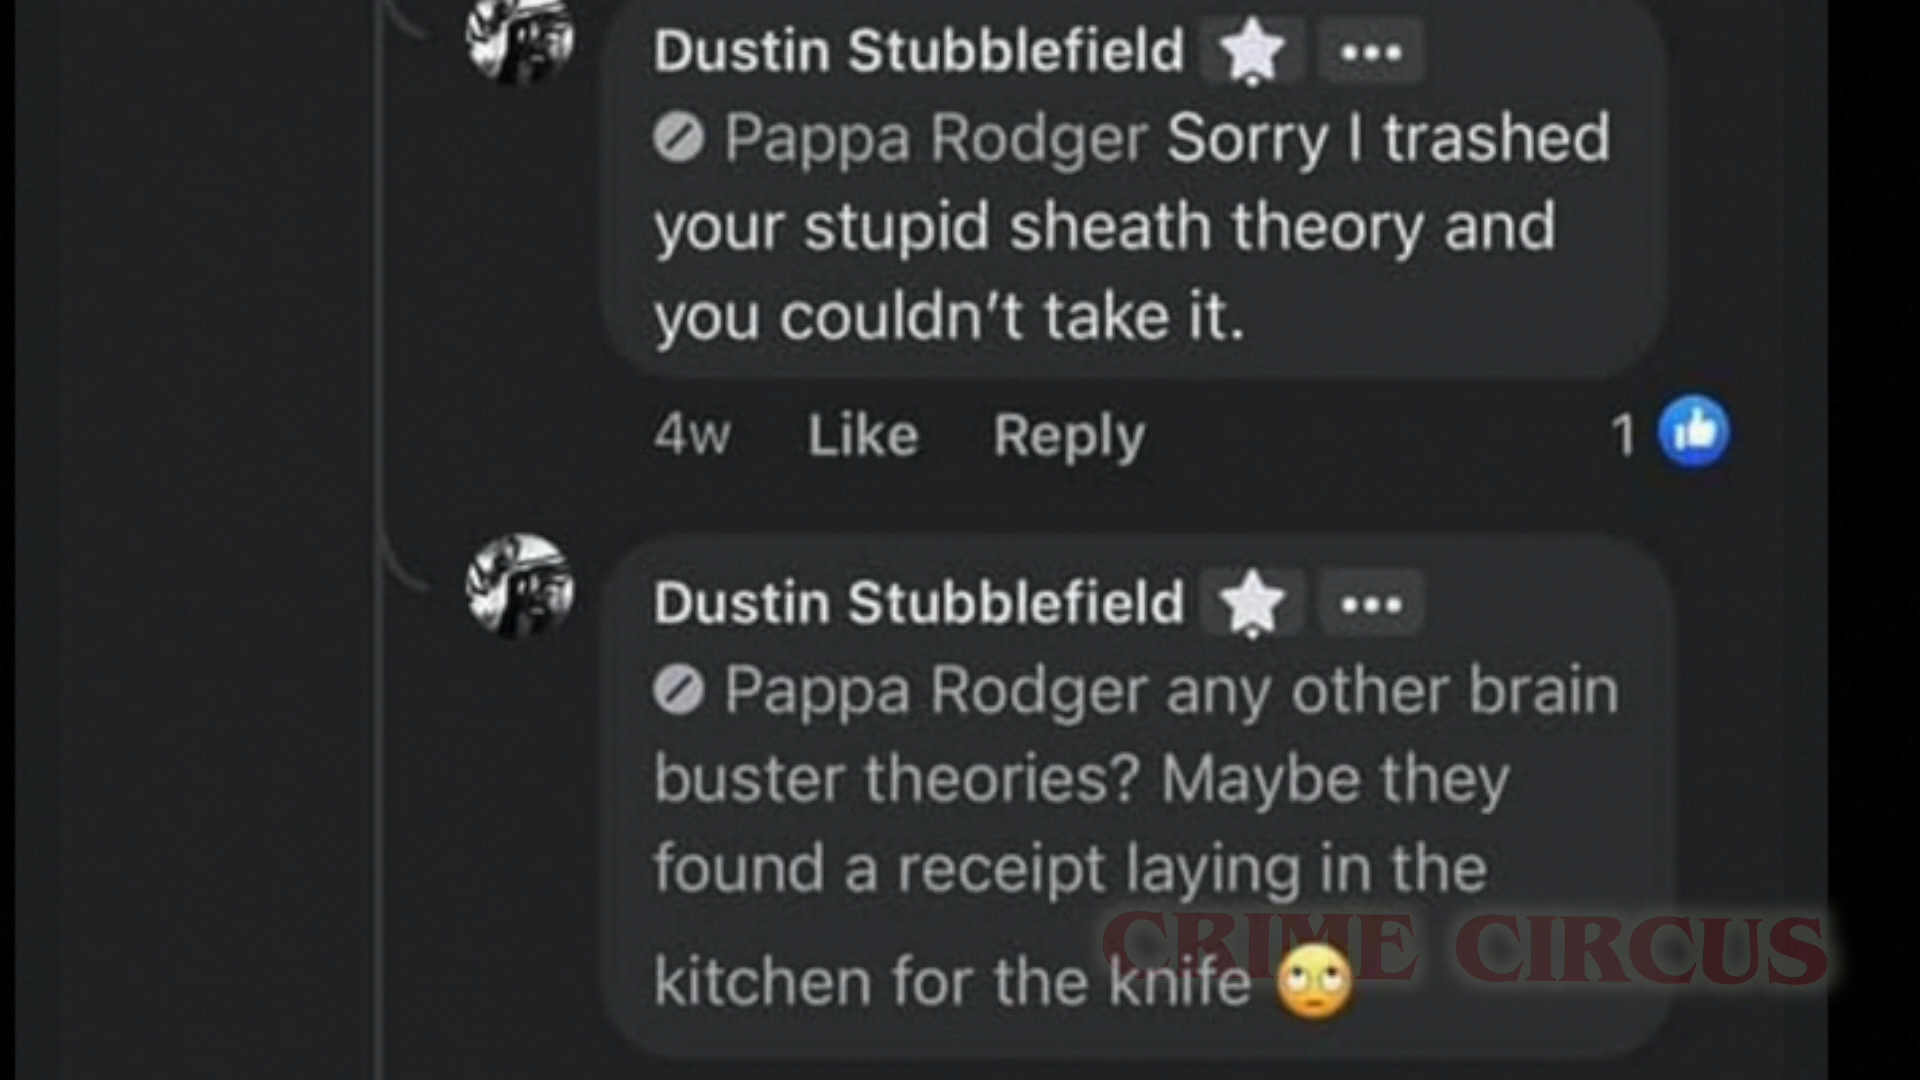 Dustin Stubblefield
Pappa Rodger Sorry I trashed
your stupid sheath theory and
you couldn't take it.
4w Like Reply 1
Dustin Stubblefield
Pappa Rodger any other brain
buster theories? Maybe they
found a receipt laying in the
kitchen for the knife 🙄
CRIME CIRCUS